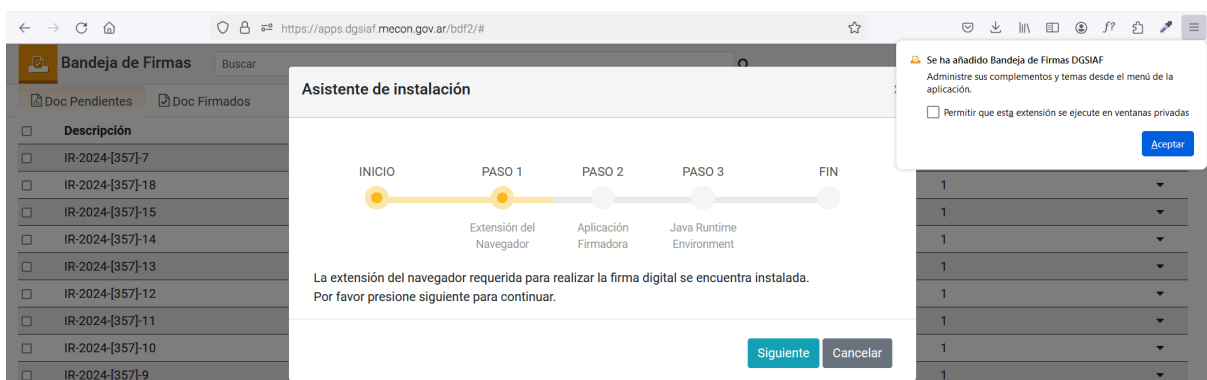 https://apps.dgsiaf.mecon.gov.ar/bdf2/#
Bandeja de Firmas
Buscar
Doc Pendientes
Doc Firmados
Descripción
IR-2024-[357]-7
IR-2024-[357]-18
1
IR-2024-[357]-15
1
IR-2024-[357]-14
1
IR-2024-[357]-13
1
IR-2024-[357]-12
1
IR-2024-[357]-11
1
IR-2024-[357]-10
1
IR-2024-[357]-9
1
Asistente de instalación
INICIO PASO 1 PASO 2 PASO 3 FIN
Extensión del Navegador
Aplicación Firmadora
Java Runtime Environment
La extensión del navegador requerida para realizar la firma digital se encuentra instalada.
Por favor presione siguiente para continuar.
Siguiente
Cancelar
Se ha añadido Bandeja de Firmas DGSIAF
Administre sus complementos y temas desde el menú de la
aplicación.
Permitir que esta extensión se ejecute en ventanas privadas
Aceptar